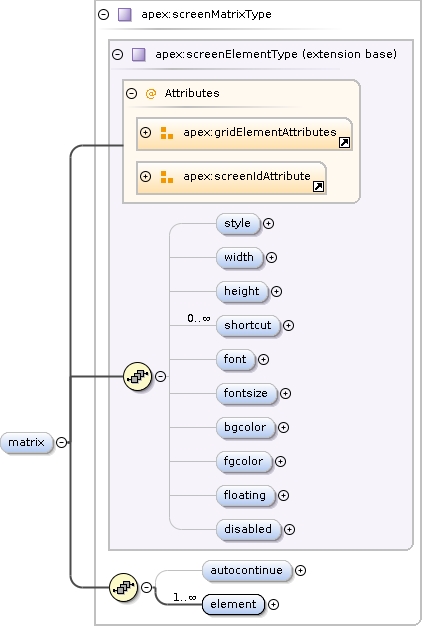 apex:screenMatrixType
apex:screenElementType (extension base)
@ Attributes
apex:gridElementAttributes
apex:screenIdAttribute
style
width
height
0..∞
shortcut
font
fontsize
bgcolor
fgcolor
floating
disabled
matrix
autocontinue
1..∞
element